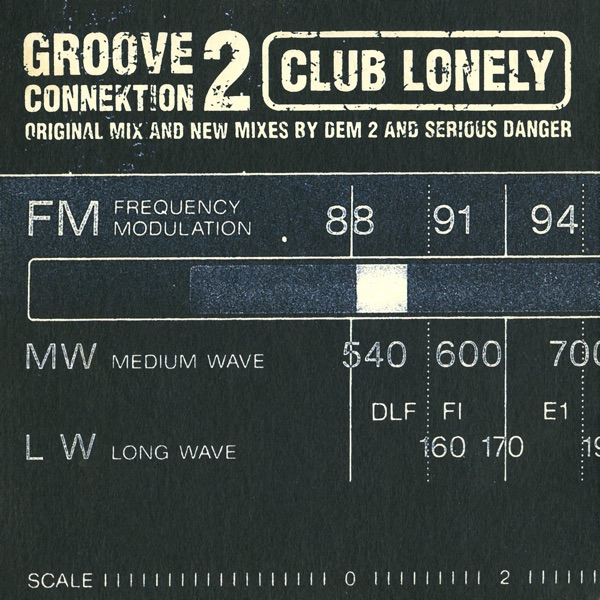 GROOVE CONNEKTION 2 CLUB LONELY
ORIGINAL MIX AND NEW MIXES BY DEM 2 AND SERIOUS DANGER
FM FREQUENCY MODULATION 88 91 94
MW MEDIUM WAVE 540 600 700
DLF FI E1
LW LONG WAVE 160 170 19
SCALE 0 2